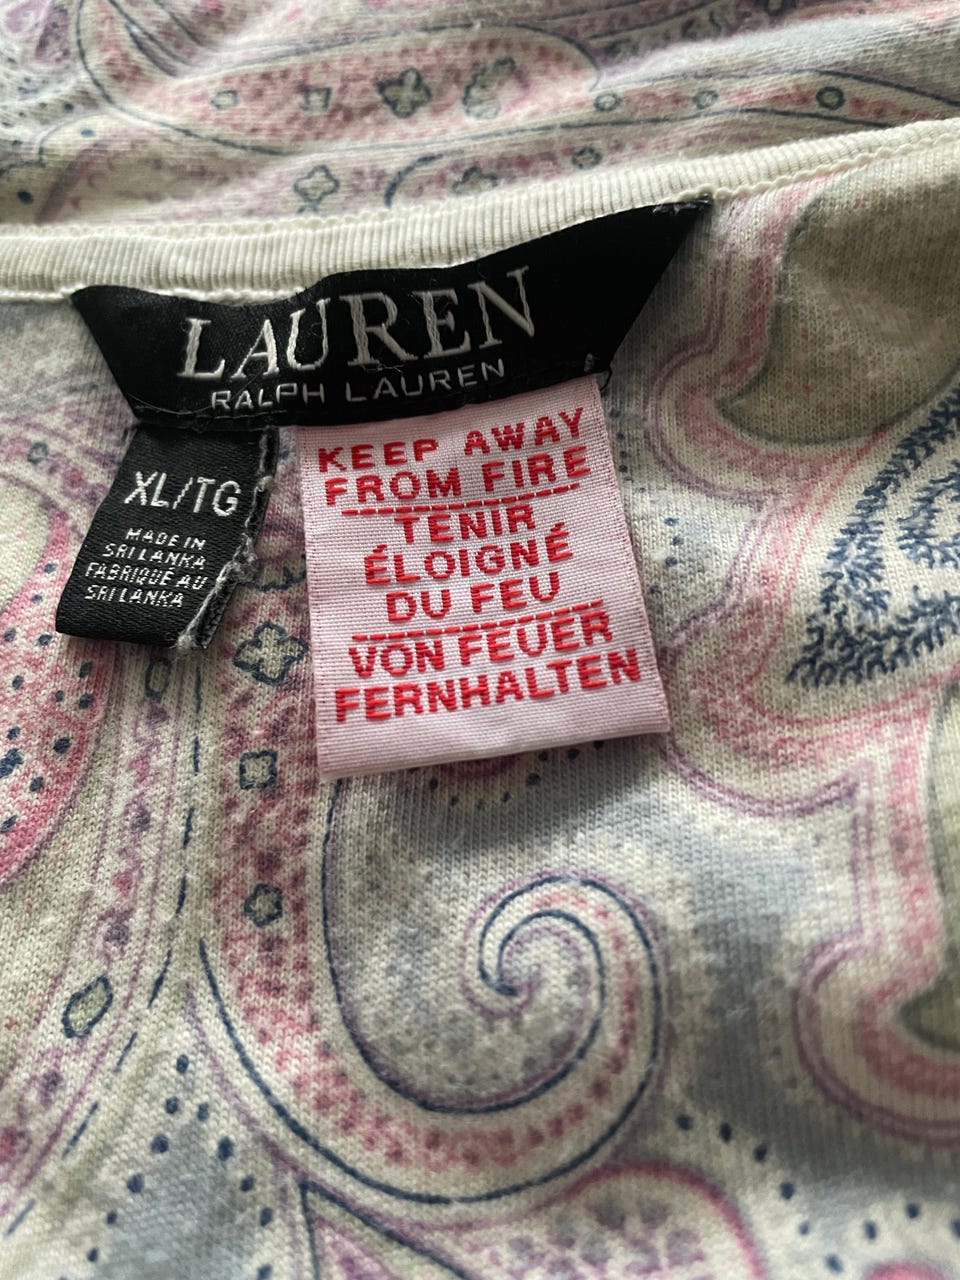 LAUREN
RALPH LAUREN
XL/TG
MADE IN
SRI LANKA
FABRIQUÉ AU
SRI LANKA
KEEP AWAY
FROM FIRE
TENIR
ÉLOIGNÉ
DU FEU
VON FEUER
FERNHALTEN